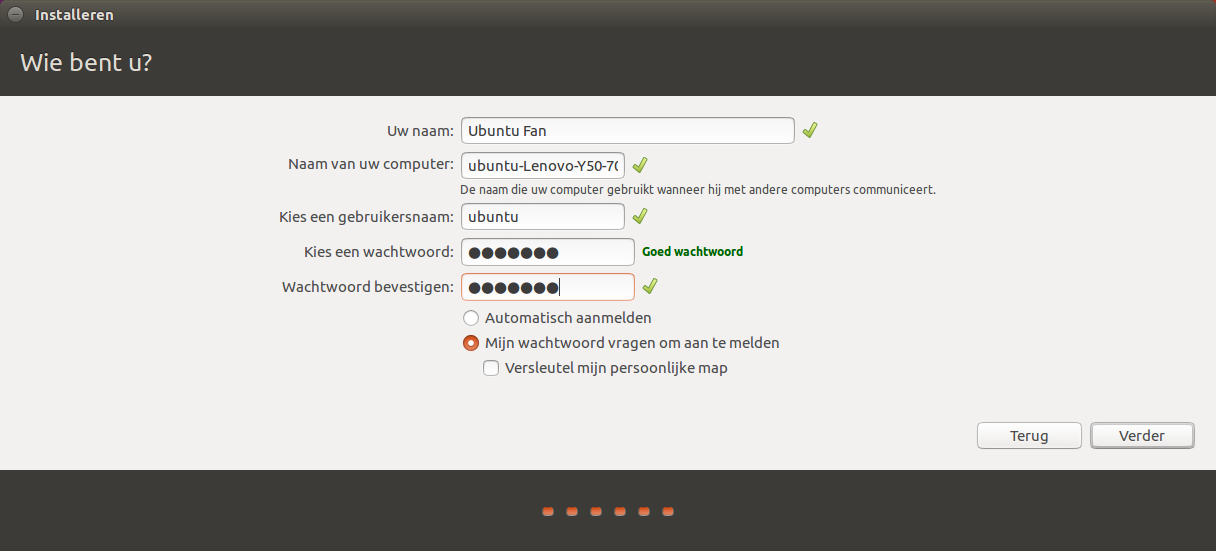 Installeren
Wie bent u?
Uw naam: Ubuntu Fan
Naam van uw computer: ubuntu-Lenovo-Y50-70
De naam die uw computer gebruikt wanneer hij met andere computers communiceert.
Kies een gebruikersnaam: ubuntu
Kies een wachtwoord: ●●●●●●● Goed wachtwoord
Wachtwoord bevestigen: ●●●●●●●
Automatisch aanmelden
Mijn wachtwoord vragen om aan te melden
Versleutel mijn persoonlijke map
Terug Verder